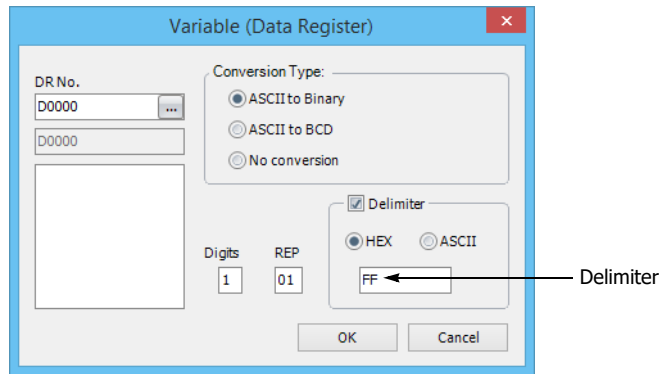 Variable (Data Register)
×
DR No.
D0000 ...
D0000
Conversion Type:
ASCII to Binary
ASCII to BCD
No conversion
Digits
1
REP
01
Delimiter
HEX ASCII
FF
Delimiter
OK Cancel